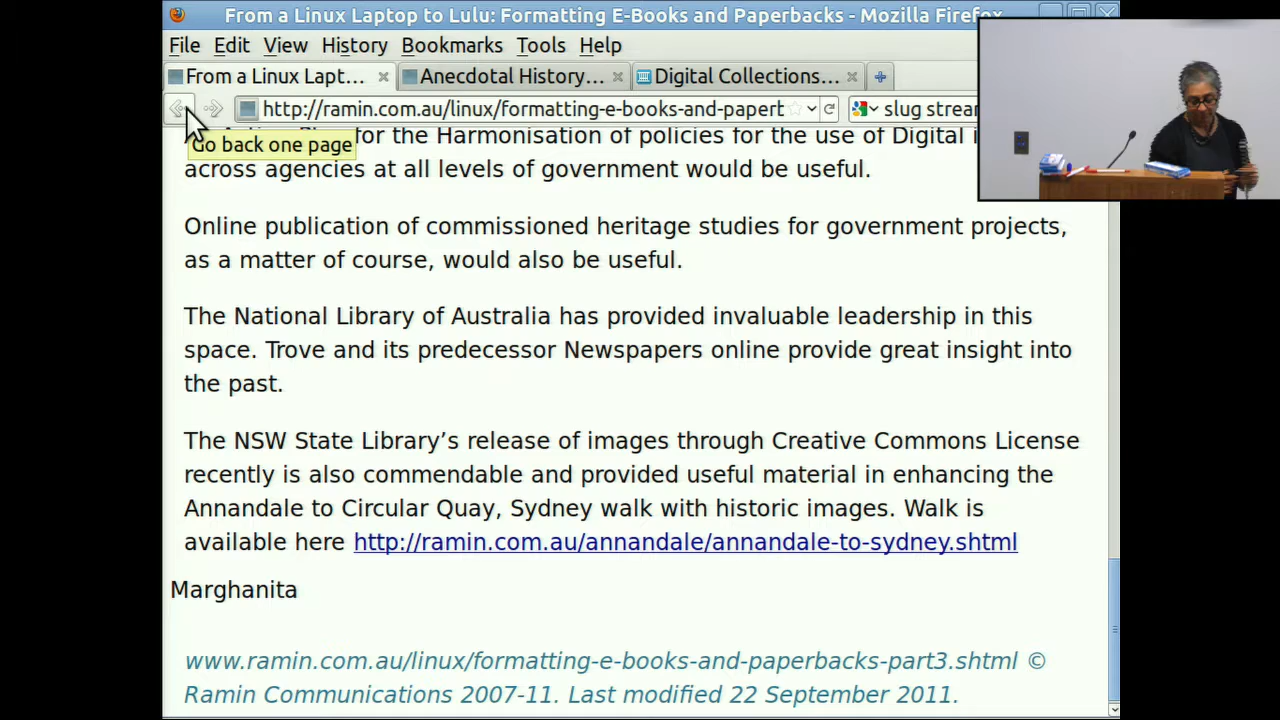 From a Linux Laptop to Lulu: Formatting E-Books and Paperbacks - Mozilla Firefox
File Edit View History Bookmarks Tools Help
From a Linux Lapt... Anecdotal History... Digital Collections...
http://ramin.com.au/linux/formatting-e-books-and-papert slug strear
Go back one page
for the Harmonisation of policies for the use of Digital i
across agencies at all levels of government would be useful.
Online publication of commissioned heritage studies for government projects,
as a matter of course, would also be useful.
The National Library of Australia has provided invaluable leadership in this
space. Trove and its predecessor Newspapers online provide great insight into
the past.
The NSW State Library’s release of images through Creative Commons License
recently is also commendable and provided useful material in enhancing the
Annandale to Circular Quay, Sydney walk with historic images. Walk is
available here http://ramin.com.au/annandale/annandale-to-sydney.shtml
Marghanita
www.ramin.com.au/linux/formatting-e-books-and-paperbacks-part3.shtml ©
Ramin Communications 2007-11. Last modified 22 September 2011.